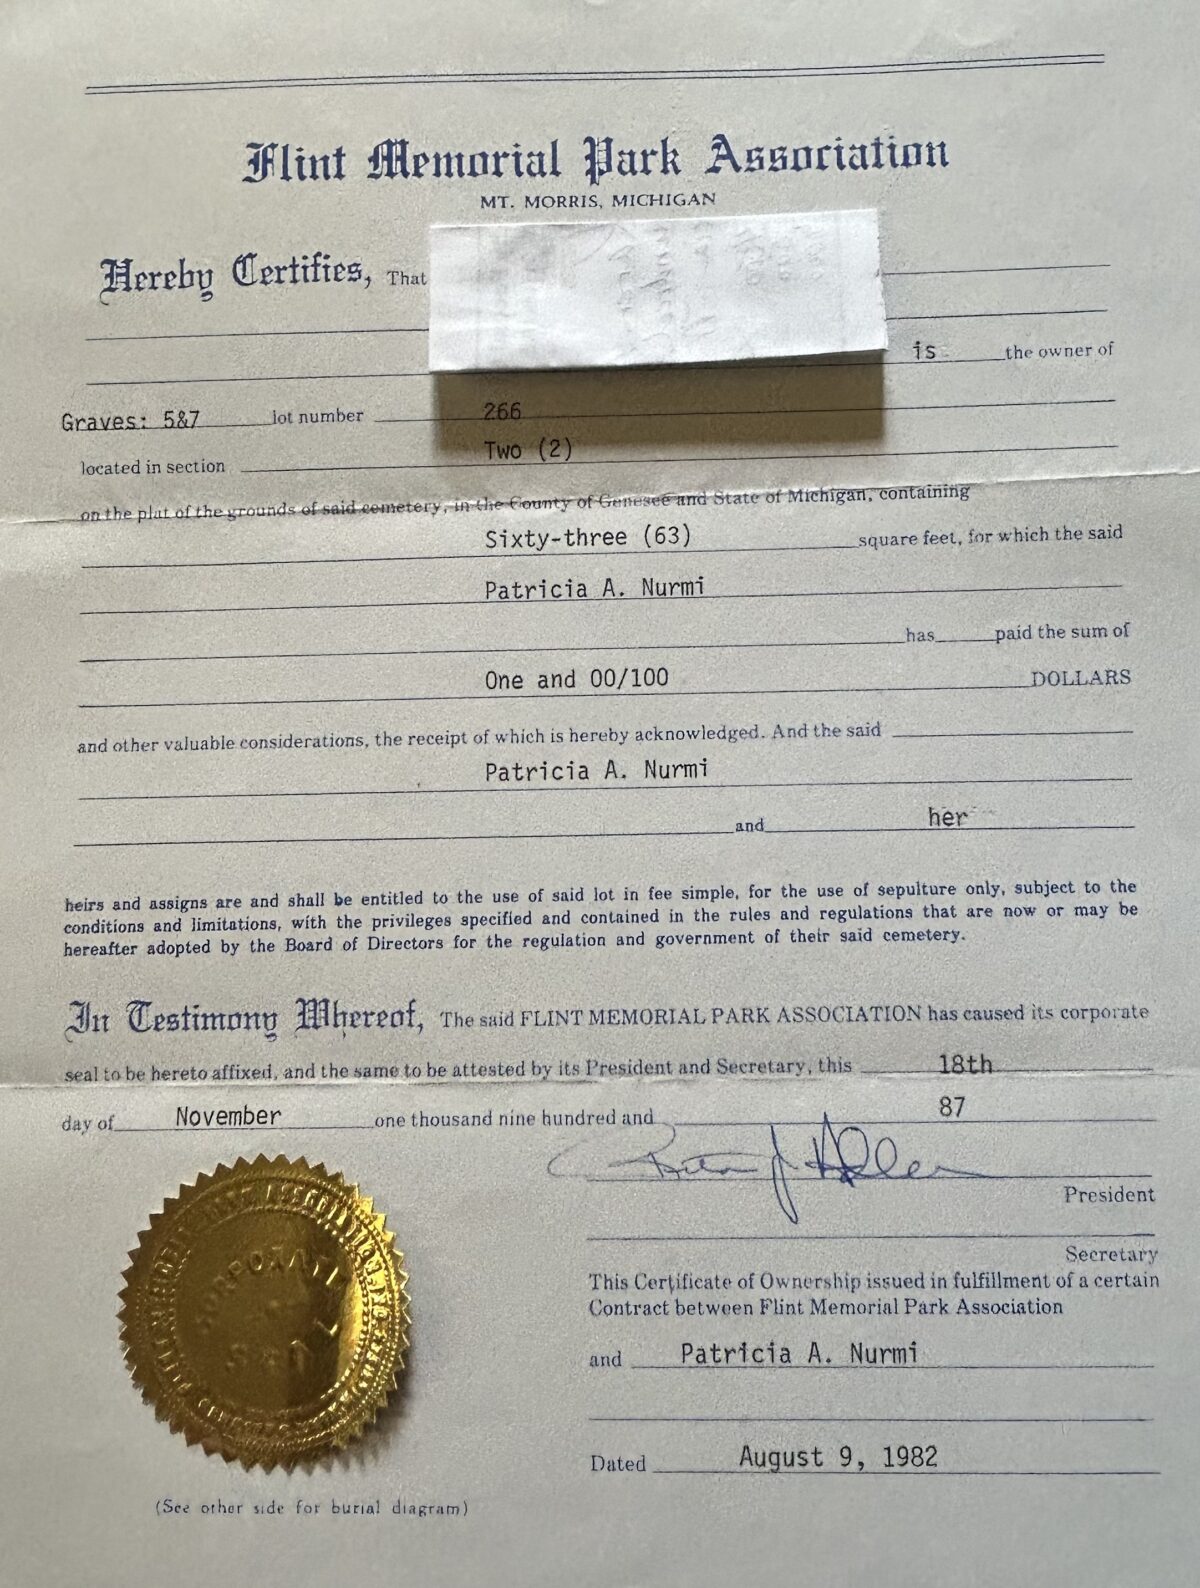 Flint Memorial Park Association
MT. MORRIS, MICHIGAN
Hereby Certifies, That
is the owner of
Graves: 5&7 lot number 266
located in section Two (2)
on the plat of the grounds of said cemetery, in the County of Genesee and State of Michigan, containing
Sixty-three (63) square feet, for which the said
Patricia A. Nurmi
has paid the sum of
One and 00/100 DOLLARS
and other valuable considerations, the receipt of which is hereby acknowledged. And the said
Patricia A. Nurmi
and her
heirs and assigns are and shall be entitled to the use of said lot in fee simple, for the use of sepulture only, subject to the
conditions and limitations, with the privileges specified and contained in the rules and regulations that are now or may be
hereafter adopted by the Board of Directors for the regulation and government of their said cemetery.
In Testimony Whereof, The said FLINT MEMORIAL PARK ASSOCIATION has caused its corporate
seal to be hereto affixed, and the same to be attested by its President and Secretary, this 18th
day of November one thousand nine hundred and 87
President
Secretary
This Certificate of Ownership issued in fulfillment of a certain
Contract between Flint Memorial Park Association
and Patricia A. Nurmi
Dated August 9, 1982
CORPORATE
SEAL
(See other side for burial diagram)